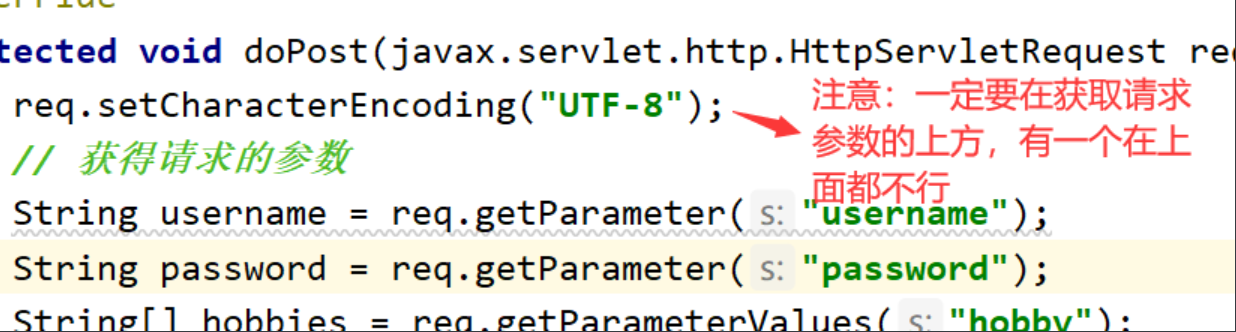 tected void doPost(javax.servlet.http.HttpServletRequest re
req.setCharacterEncoding("UTF-8");
注意：一定要在获取请求
参数的上方，有一个在上
面都不行
// 获得请求的参数
String username = req.getParameter( s: "username");
String password = req.getParameter( s: "password");
String[] hobbies = req.getParameterValues( s: "hobby");